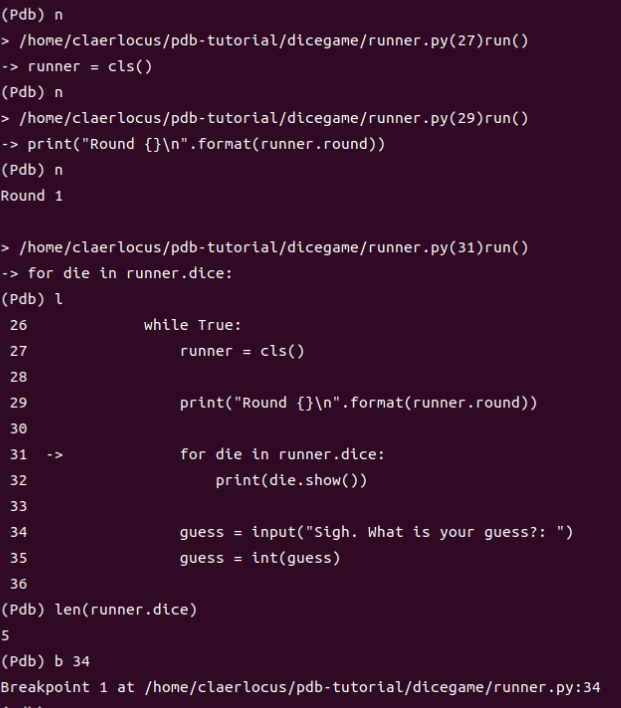 (Pdb) n
> /home/claerlocus/pdb-tutorial/dicegame/runner.py(27)run()
-> runner = cls()
(Pdb) n
> /home/claerlocus/pdb-tutorial/dicegame/runner.py(29)run()
-> print("Round {}\n".format(runner.round))
(Pdb) n
Round 1
> /home/claerlocus/pdb-tutorial/dicegame/runner.py(31)run()
-> for die in runner.dice:
(Pdb) l
26 while True:
27 runner = cls()
28
29 print("Round {}\n".format(runner.round))
30
31 -> for die in runner.dice:
32 print(die.show())
33
34 guess = input("Sigh. What is your guess?: ")
35 guess = int(guess)
36
(Pdb) len(runner.dice)
5
(Pdb) b 34
Breakpoint 1 at /home/claerlocus/pdb-tutorial/dicegame/runner.py:34